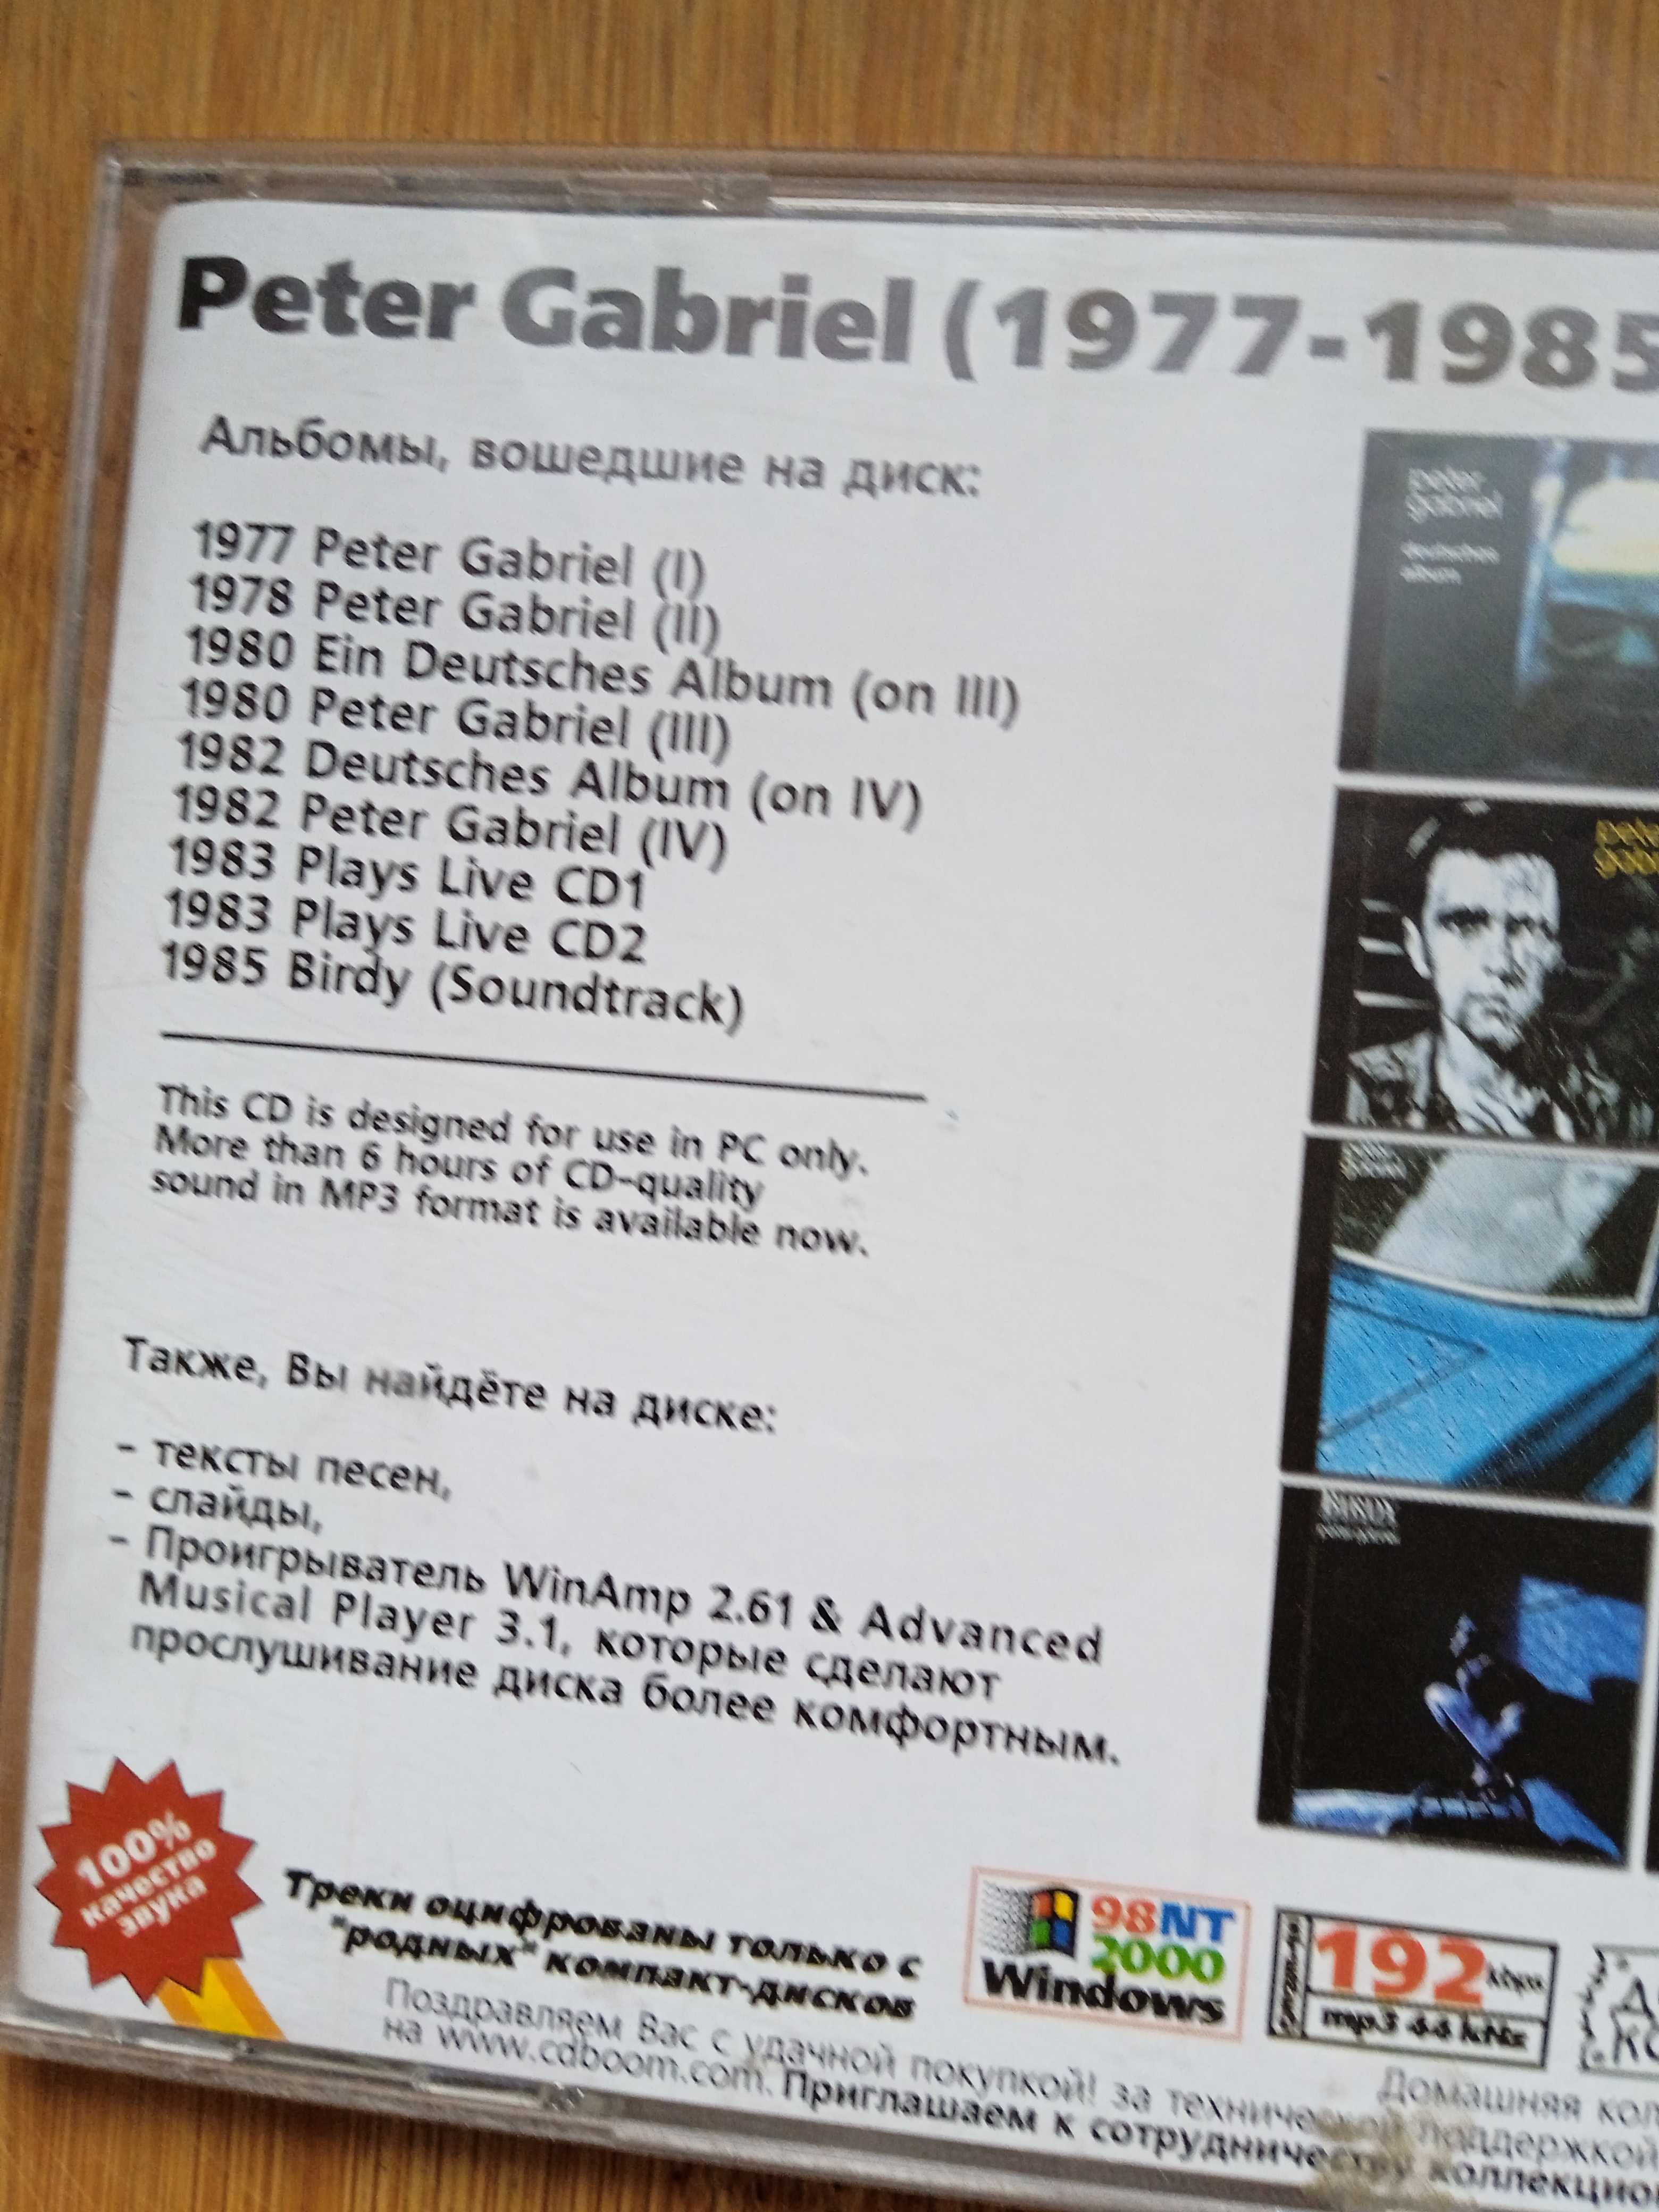 Peter Gabriel (1977-1985
Альбомы, вошедшие на диск:
1977 Peter Gabriel (I)
1978 Peter Gabriel (II)
1980 Ein Deutsches Album (on III)
1980 Peter Gabriel (III)
1982 Deutsches Album (on IV)
1982 Peter Gabriel (IV)
1983 Plays Live CD1
1983 Plays Live CD2
1985 Birdy (Soundtrack)
This CD is designed for use in PC only.
More than 6 hours of CD-quality
sound in MP3 format is available now.
Также, Вы найдёте на диске:
- тексты песен,
- слайды,
- Проигрыватель WinAmp 2.61 & Advanced
Musical Player 3.1, которые сделают
прослушивание диска более комфортным.
peter
gabriel
deutsches
album
100%
качество
звука
Треки оцифрованы только с
"родных" компакт-дисков
98NT
2000
Windows
192 kbps
mp3 44 kHz
Поздравляем Вас с удачной покупкой! за технической поддержкой
на www.cdboom.com. Приглашаем к сотрудничеству
Домашняя